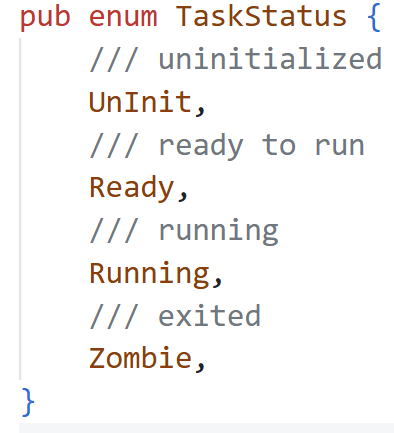 pub enum TaskStatus {
    /// uninitialized
    UnInit,
    /// ready to run
    Ready,
    /// running
    Running,
    /// exited
    Zombie,
}